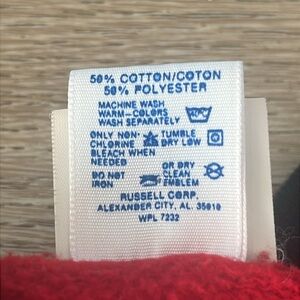 50% COTTON/COTON
50% POLYESTER
MACHINE WASH
WARM-COLORS
WASH SEPARATELY
ONLY NON- TUMBLE
CHLORINE DRY LOW
BLEACH WHEN
NEEDED OR DRY
DO NOT CLEAN
IRON EMBLEM
RUSSELL CORP.
ALEXANDER CITY, AL. 35010
WPL 7232